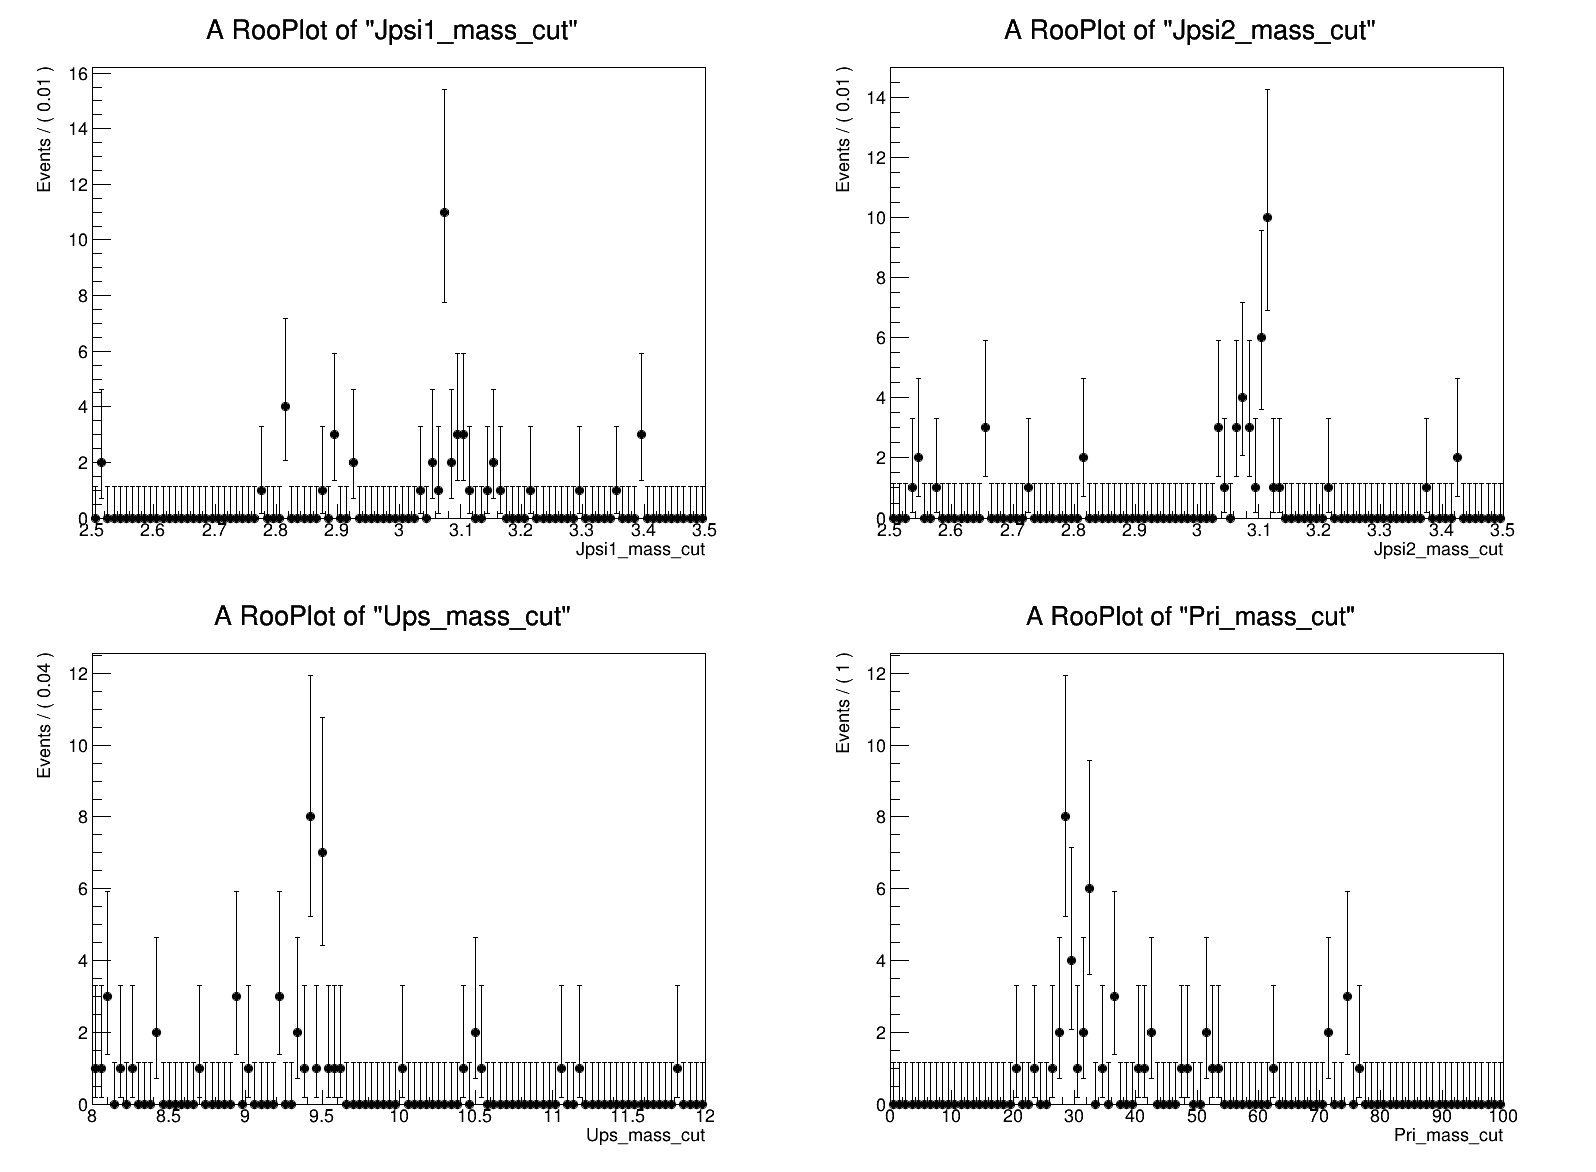 A RooPlot of "Jpsi1_mass_cut"
Events / ( 0.01 )
16
14
12
10
8
6
4
2
0
2.5 2.6 2.7 2.8 2.9 3 3.1 3.2 3.3 3.4 3.5
Jpsi1_mass_cut
A RooPlot of "Jpsi2_mass_cut"
Events / ( 0.01 )
14
12
10
8
6
4
2
0
2.5 2.6 2.7 2.8 2.9 3 3.1 3.2 3.3 3.4 3.5
Jpsi2_mass_cut
A RooPlot of "Ups_mass_cut"
Events / ( 0.04 )
12
10
8
6
4
2
0
8 8.5 9 9.5 10 10.5 11 11.5 12
Ups_mass_cut
A RooPlot of "Pri_mass_cut"
Events / ( 1 )
12
10
8
6
4
2
0
0 10 20 30 40 50 60 70 80 90 100
Pri_mass_cut